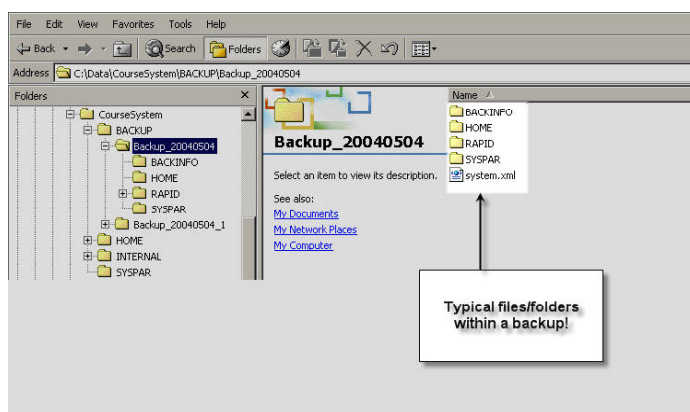 File Edit View Favorites Tools Help
Back Search Folders
Address C:\Data\CourseSystem\BACKUP\Backup_20040504
Folders x
CourseSystem
BACKUP
Backup_20040504
BACKINFO
HOME
RAPID
SYSPAR
Backup_20040504_1
HOME
INTERNAL
SYSPAR
Backup_20040504
Select an item to view its description.
See also:
My Documents
My Network Places
My Computer
Name
BACKINFO
HOME
RAPID
SYSPAR
system.xml
Typical files/folders
within a backup!